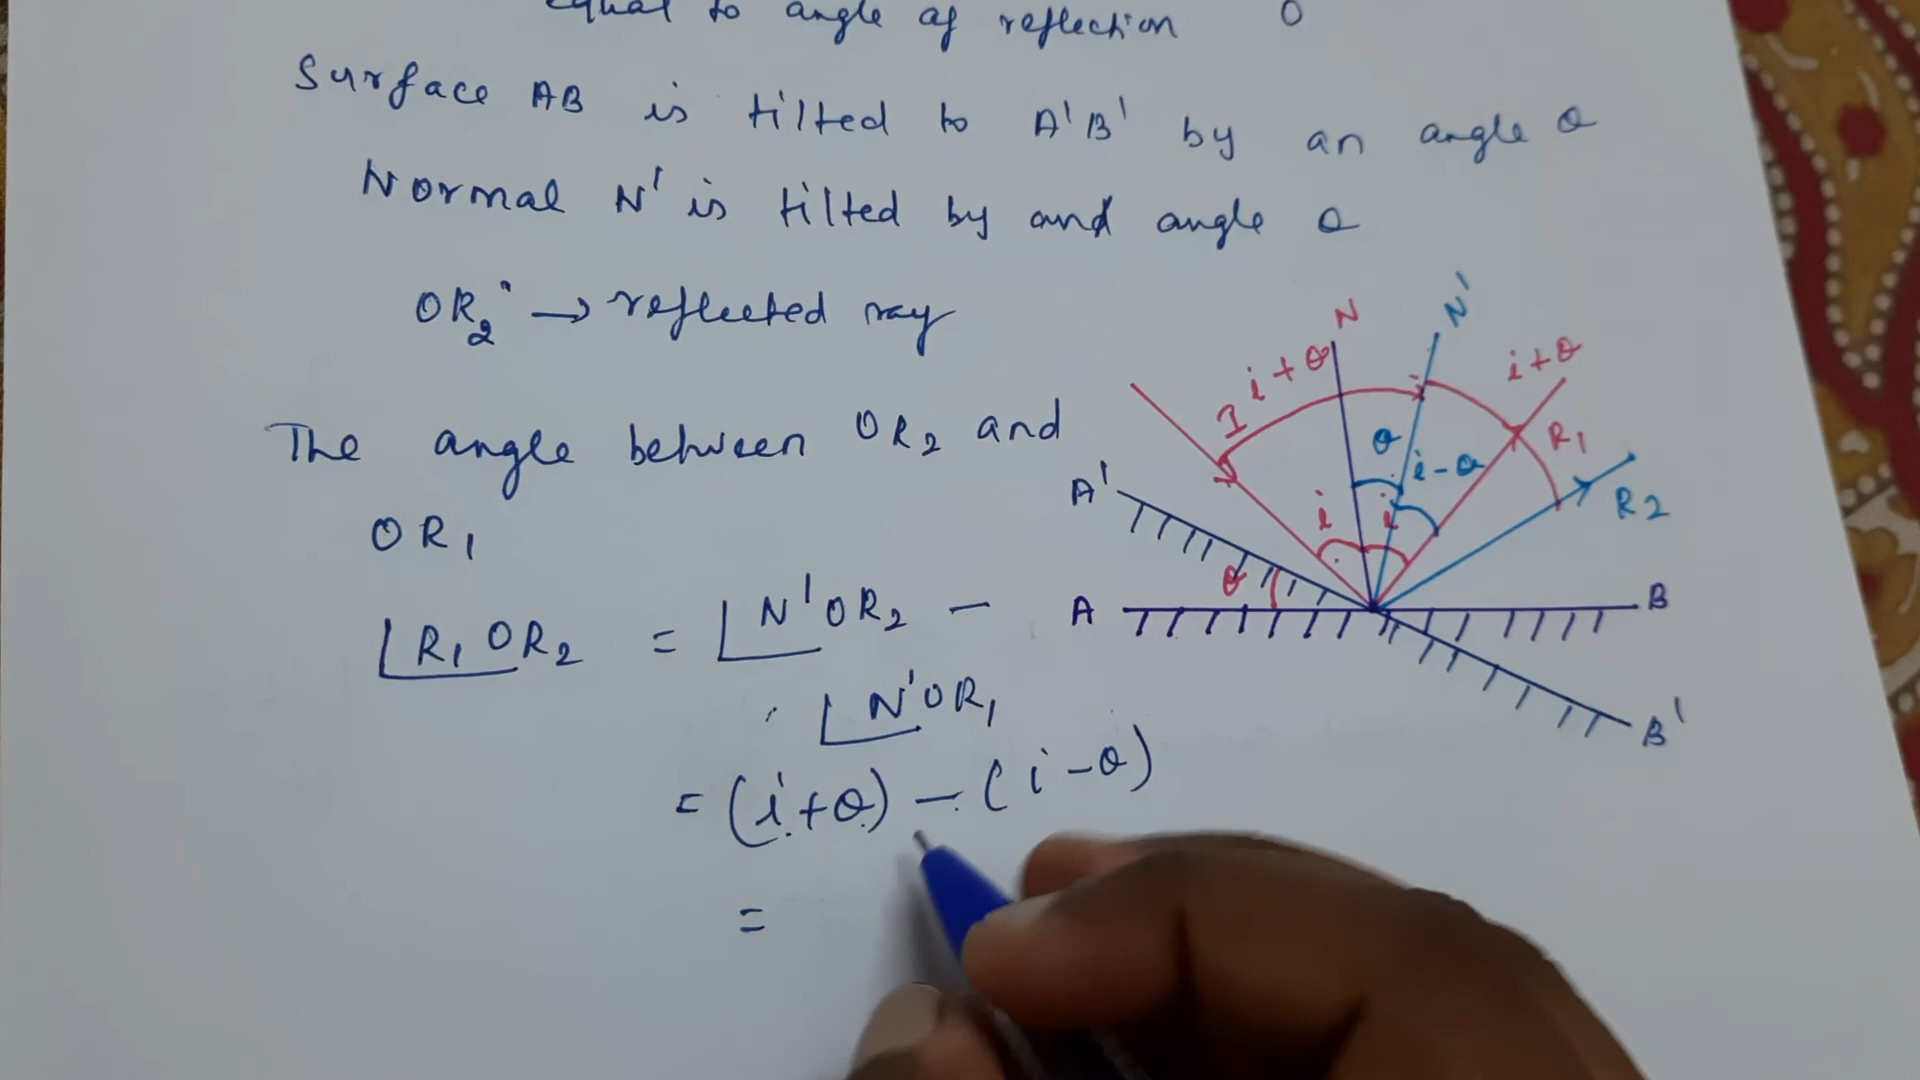 equal to angle of reflection
Surface AB is tilted to A'B' by an angle θ
Normal N' is tilted by and angle θ
OR2 → reflected ray
The angle between OR2 and
OR1
∠R1OR2 = ∠N'OR2 -
∠N'OR1
= (i+θ) - (i-θ)
=
N
N'
i+θ
i+θ
I
R1
θ
i-θ
R2
i
i
A'
θ
A
B
B'